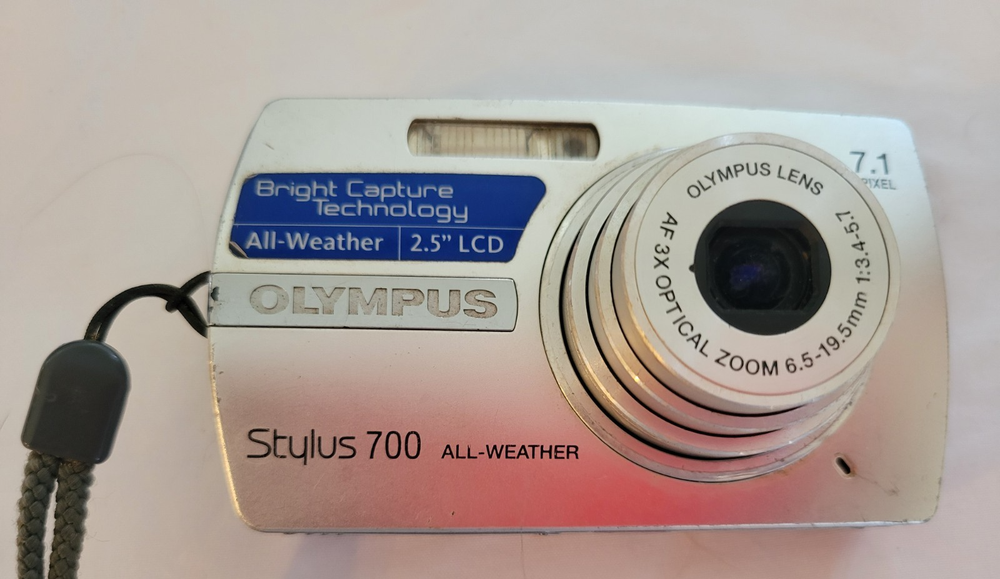 7.1
PIXEL
Bright Capture
Technology
All-Weather 2.5” LCD
OLYMPUS
OLYMPUS LENS
AF 3X OPTICAL ZOOM 6.5-19.5mm 1:3.4-5.7
Stylus 700 ALL-WEATHER